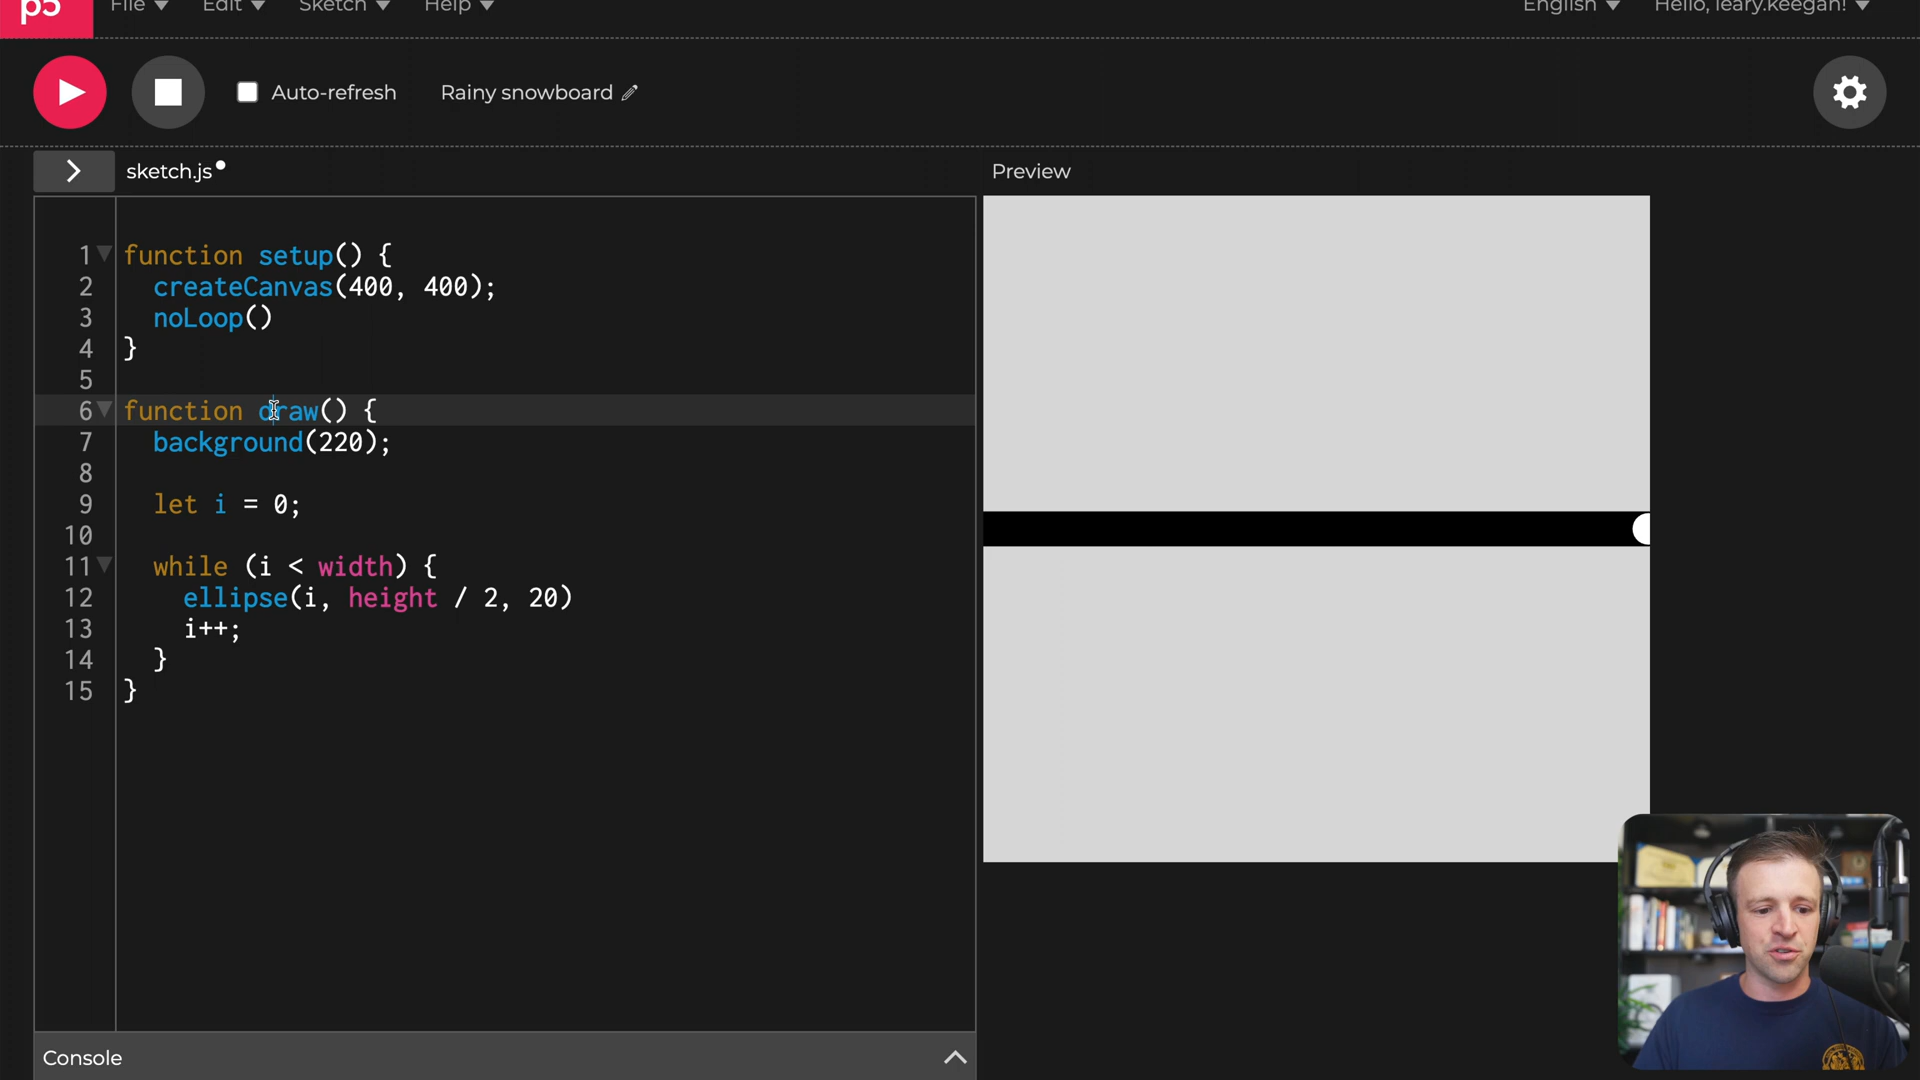 p5
File Edit Sketch Help English Hello, leary.keegan!
Auto-refresh Rainy snowboard
sketch.js Preview
1 function setup() {
2 createCanvas(400, 400);
3 noLoop()
4 }
5
6 function draw() {
7 background(220);
8
9 let i = 0;
10
11 while (i < width) {
12 ellipse(i, height / 2, 20)
13 i++;
14 }
15 }
Console